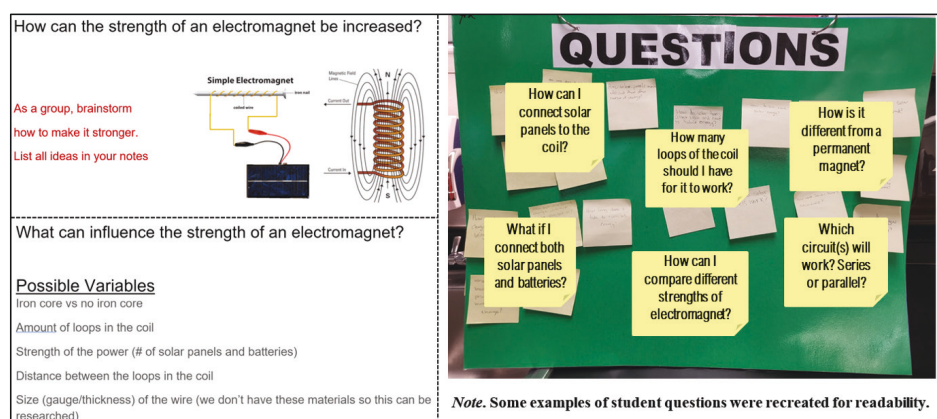 How can the strength of an electromagnet be increased?
As a group, brainstorm
how to make it stronger.
List all ideas in your notes
Simple Electromagnet
iron nail
coiled wire
Magnetic Field
Lines
N
Current Out
Current In
S
What can influence the strength of an electromagnet?
Possible Variables
Iron core vs no iron core
Amount of loops in the coil
Strength of the power (# of solar panels and batteries)
Distance between the loops in the coil
Size (gauge/thickness) of the wire (we don't have these materials so this can be
researched)
QUESTIONS
How can I
connect solar
panels to the
coil?
How many
loops of the coil
should I have
for it to work?
How is it
different from a
permanent
magnet?
What if I
connect both
solar panels
and batteries?
How can I
compare different
strengths of
electromagnet?
Which
circuit(s) will
work? Series
or parallel?
Note. Some examples of student questions were recreated for readability.